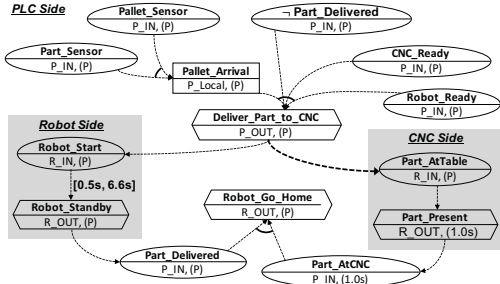 PLC Side
Pallet_Sensor
P_IN, (P)
¬ Part_Delivered
P_IN, (P)
Part_Sensor
P_IN, (P)
CNC_Ready
P_IN, (P)
Pallet_Arrival
P_Local, (P)
Robot_Ready
P_IN, (P)
Deliver_Part_to_CNC
P_OUT, (P)
Robot Side
CNC Side
Robot_Start
R_IN, (P)
Part_AtTable
R_IN, (P)
[0.5s, 6.6s]
Robot_Standby
R_OUT, (P)
Robot_Go_Home
R_OUT, (P)
Part_Present
R_OUT, (1.0s)
Part_Delivered
P_IN, (P)
Part_AtCNC
P_IN, (1.0s)